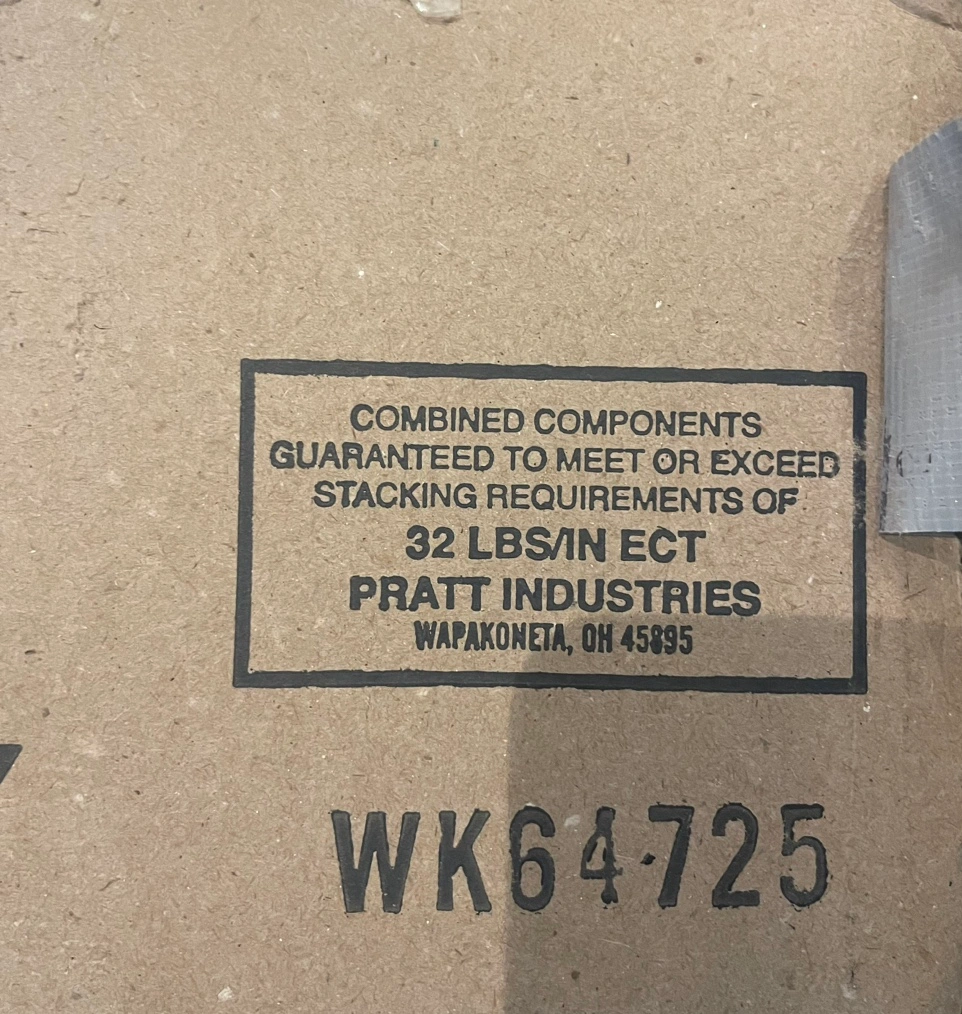 COMBINED COMPONENTS
GUARANTEED TO MEET OR EXCEED
STACKING REQUIREMENTS OF
32 LBS/IN ECT
PRATT INDUSTRIES
WAPAKONETA, OH 45895
WK64725